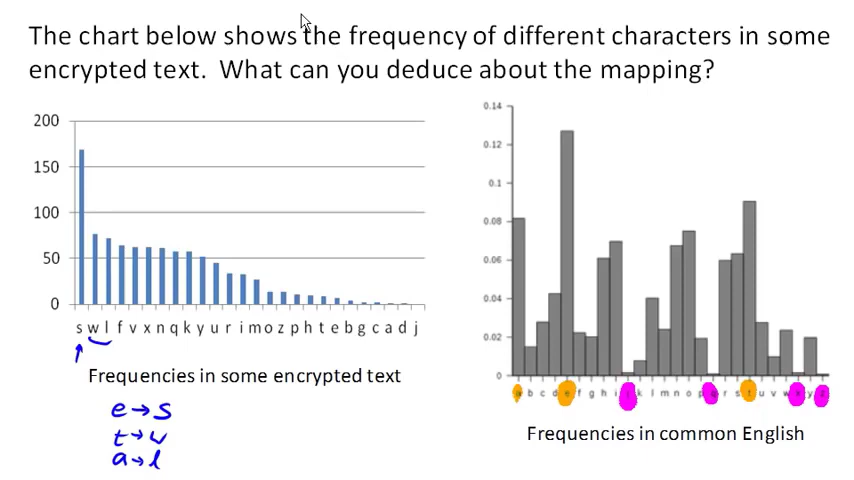 The chart below shows the frequency of different characters in some
encrypted text. What can you deduce about the mapping?
200
150
100
50
0
s w l f v x n q k y u r i m o z p h t e b g c a d j
Frequencies in some encrypted text
e→s
t→w
a→l
0.14
0.12
0.1
0.08
0.06
0.04
0.02
0
a b c d e f g h i j k l m n o p q r s t u v w x y z
Frequencies in common English